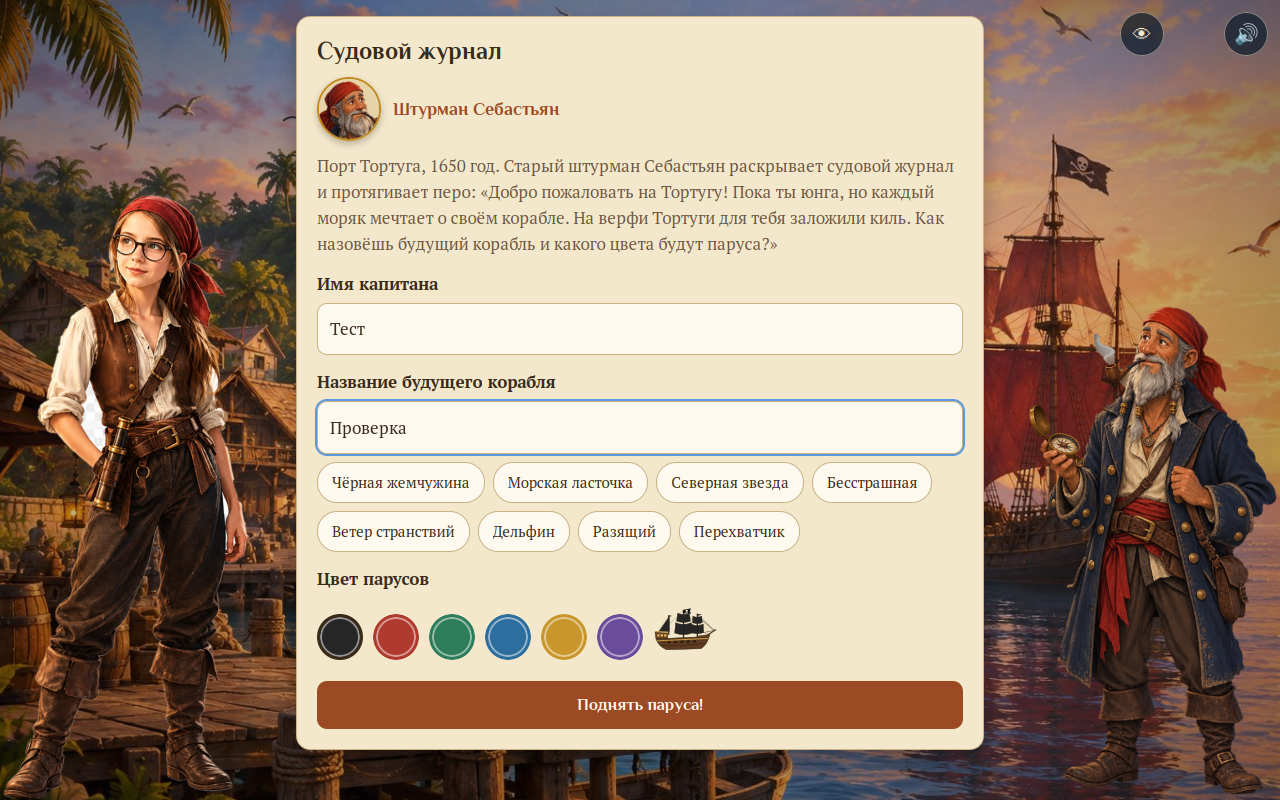 Судовой журнал
Штурман Себастьян
Порт Тортуга, 1650 год. Старый штурман Себастьян раскрывает судовой журнал
и протягивает перо: «Добро пожаловать на Тортугу! Пока ты юнга, но каждый
моряк мечтает о своём корабле. На верфи Тортуги для тебя заложили киль. Как
назовёшь будущий корабль и какого цвета будут паруса?»
Имя капитана
Тест
Название будущего корабля
Проверка
Чёрная жемчужина Морская ласточка Северная звезда Бесстрашная
Ветер странствий Дельфин Разящий Перехватчик
Цвет парусов
Поднять паруса!